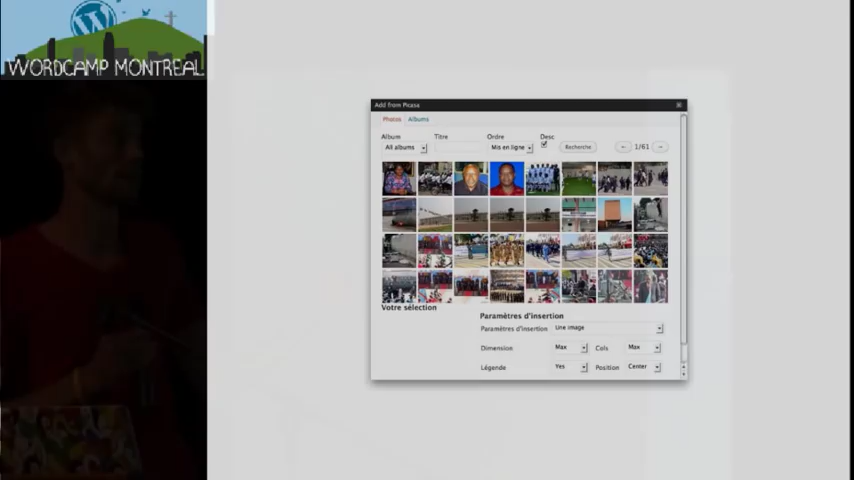 WORDCAMP MONTREAL
Add from Picasa
Photos Albums
Album Titre Ordre Desc
All albums Mis en ligne Recherche 1/61
Votre sélection
Paramètres d'insertion
Paramètres d'insertion Une image
Dimension Max Cols Max
Légende Yes Position Center